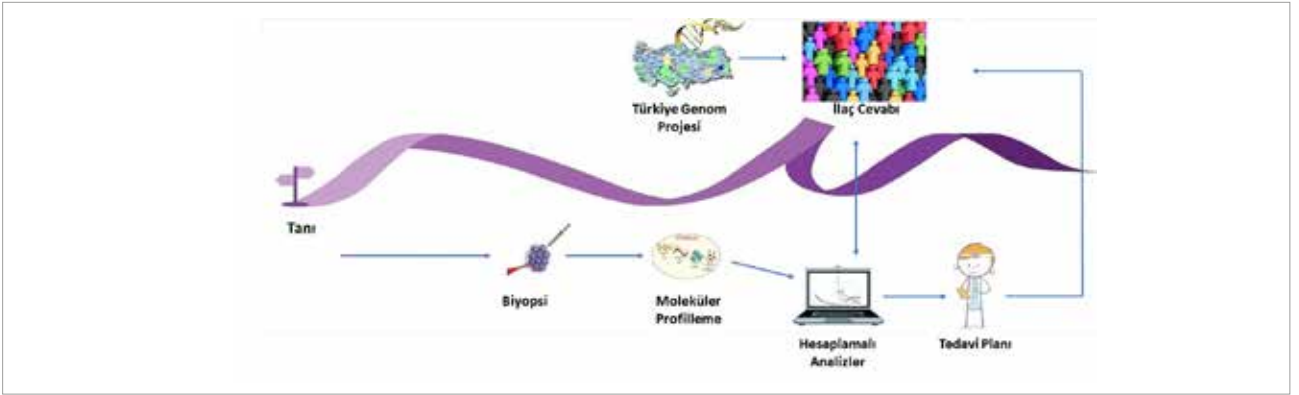 Türkiye Genom
Projesi
İlaç Cevabı
Tanı
Biyopsi
Moleküler
Profilleme
Hesaplamalı
Analizler
Tedavi Planı